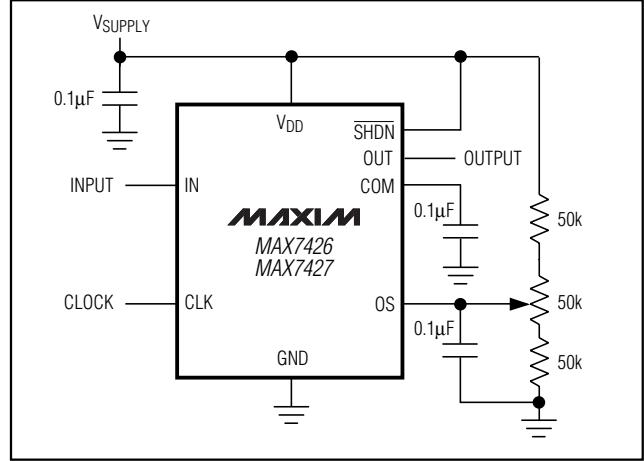 VSUPPLY
0.1µF
VDD
SHDN
OUT
OUTPUT
INPUT
IN
COM
MAXIM
MAX7426
MAX7427
0.1µF
50k
CLOCK
CLK
OS
50k
0.1µF
GND
50k